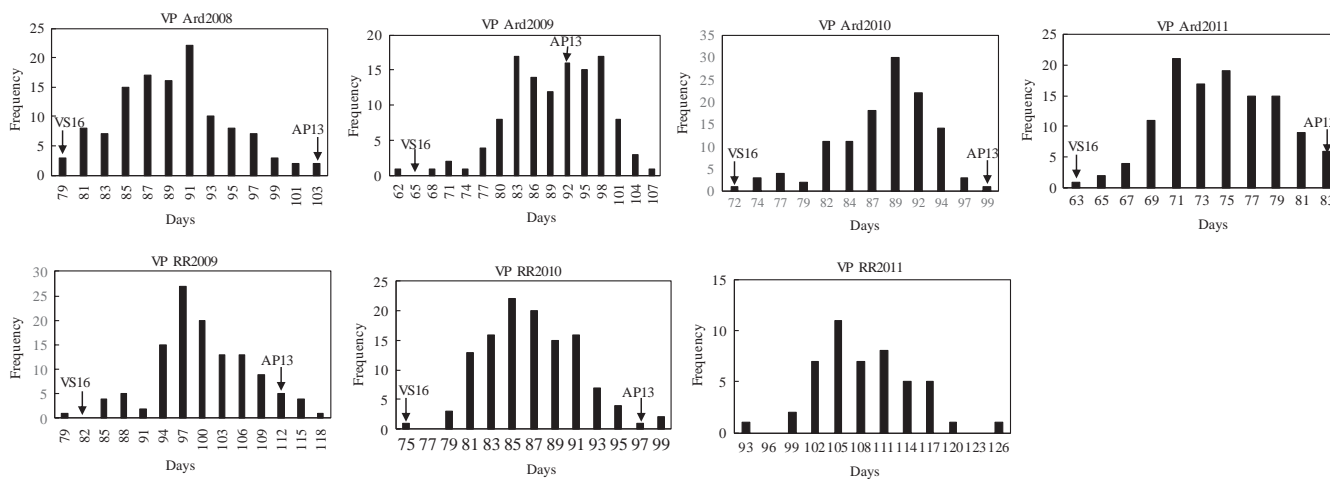 VP Ard2008
25
20
15
10
5
0
Frequency
VS16
AP13
79 81 83 85 87 89 91 93 95 97 99 101 103
Days
VP Ard2009
20
15
10
5
0
Frequency
VS16
AP13
62 65 68 71 74 77 80 83 86 89 92 95 98 101 104 107
Days
VP Ard2010
35
30
25
20
15
10
5
0
Frequency
VS16
AP13
72 74 77 79 82 84 87 89 92 94 97 99
Days
VP Ard2011
25
20
15
10
5
0
Frequency
VS16
63 65 67 69 71 73 75 77 79 81 83
Days
VP RR2009
30
25
20
15
10
5
0
Frequency
VS16
AP13
79 82 85 88 91 94 97 100 103 106 109 112 115 118
Days
VP RR2010
25
20
15
10
5
0
Frequency
VS16
AP13
75 77 79 81 83 85 87 89 91 93 95 97 99
Days
VP RR2011
15
10
5
0
Frequency
93 96 99 102 105 108 111 114 117 120 123 126
Days